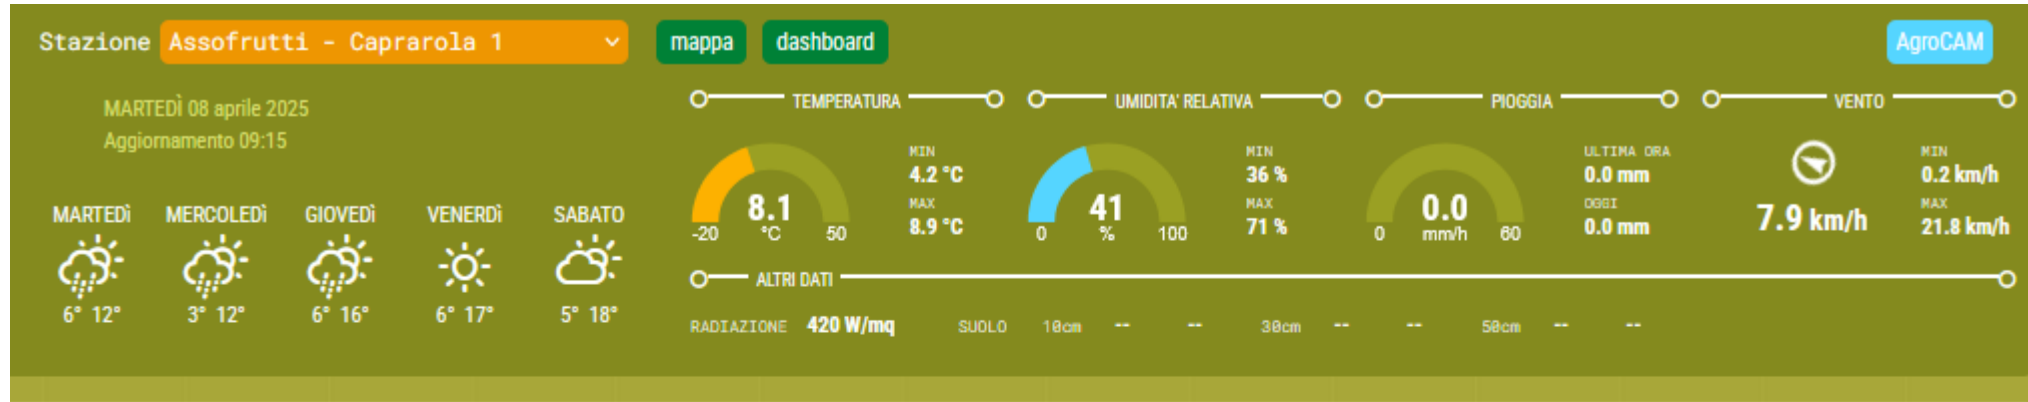 Stazione Assofrutti - Caprarola 1 mappa dashboard AgroCAM
MARTEDÌ 08 aprile 2025
Aggiornamento 09:15
MARTEDÌ MERCOLEDÌ GIOVEDÌ VENERDÌ SABATO
6° 12° 3° 12° 6° 16° 6° 17° 5° 18°
TEMPERATURA
8.1
°C
-20 50
MIN
4.2 °C
MAX
8.9 °C
UMIDITA' RELATIVA
41
%
0 100
MIN
36 %
MAX
71 %
PIOGGIA
0.0
mm/h
0 60
ULTIMA ORA
0.0 mm
OGGI
0.0 mm
VENTO
7.9 km/h
MIN
0.2 km/h
MAX
21.8 km/h
ALTRI DATI
RADIAZIONE 420 W/mq SUOLO 10cm -- -- 30cm -- -- 50cm -- --